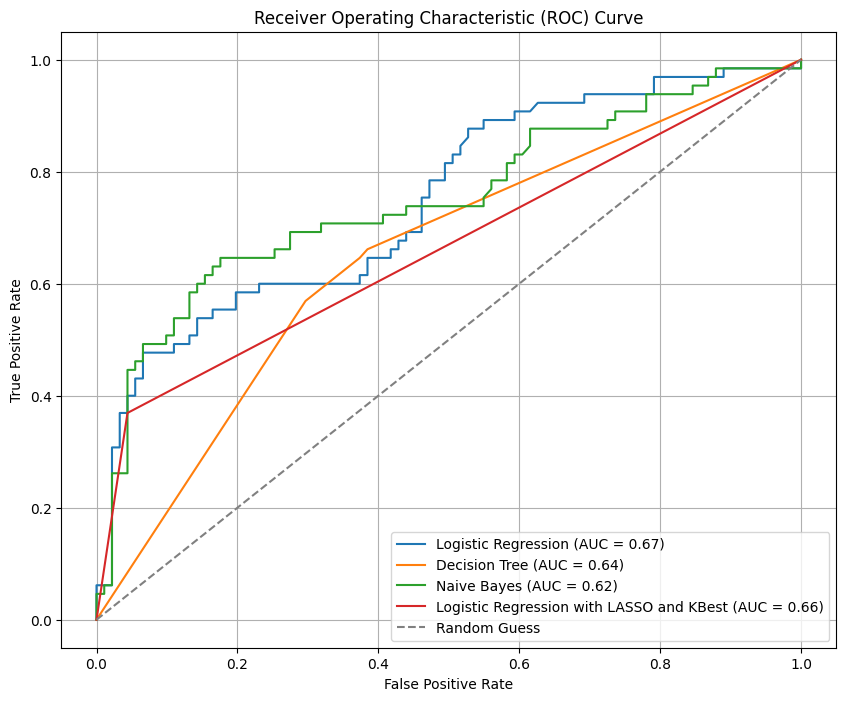 Receiver Operating Characteristic (ROC) Curve
1.0
0.8
0.6
0.4
0.2
0.0
True Positive Rate
Logistic Regression (AUC = 0.67)
Decision Tree (AUC = 0.64)
Naive Bayes (AUC = 0.62)
Logistic Regression with LASSO and KBest (AUC = 0.66)
Random Guess
0.0 0.2 0.4 0.6 0.8 1.0
False Positive Rate